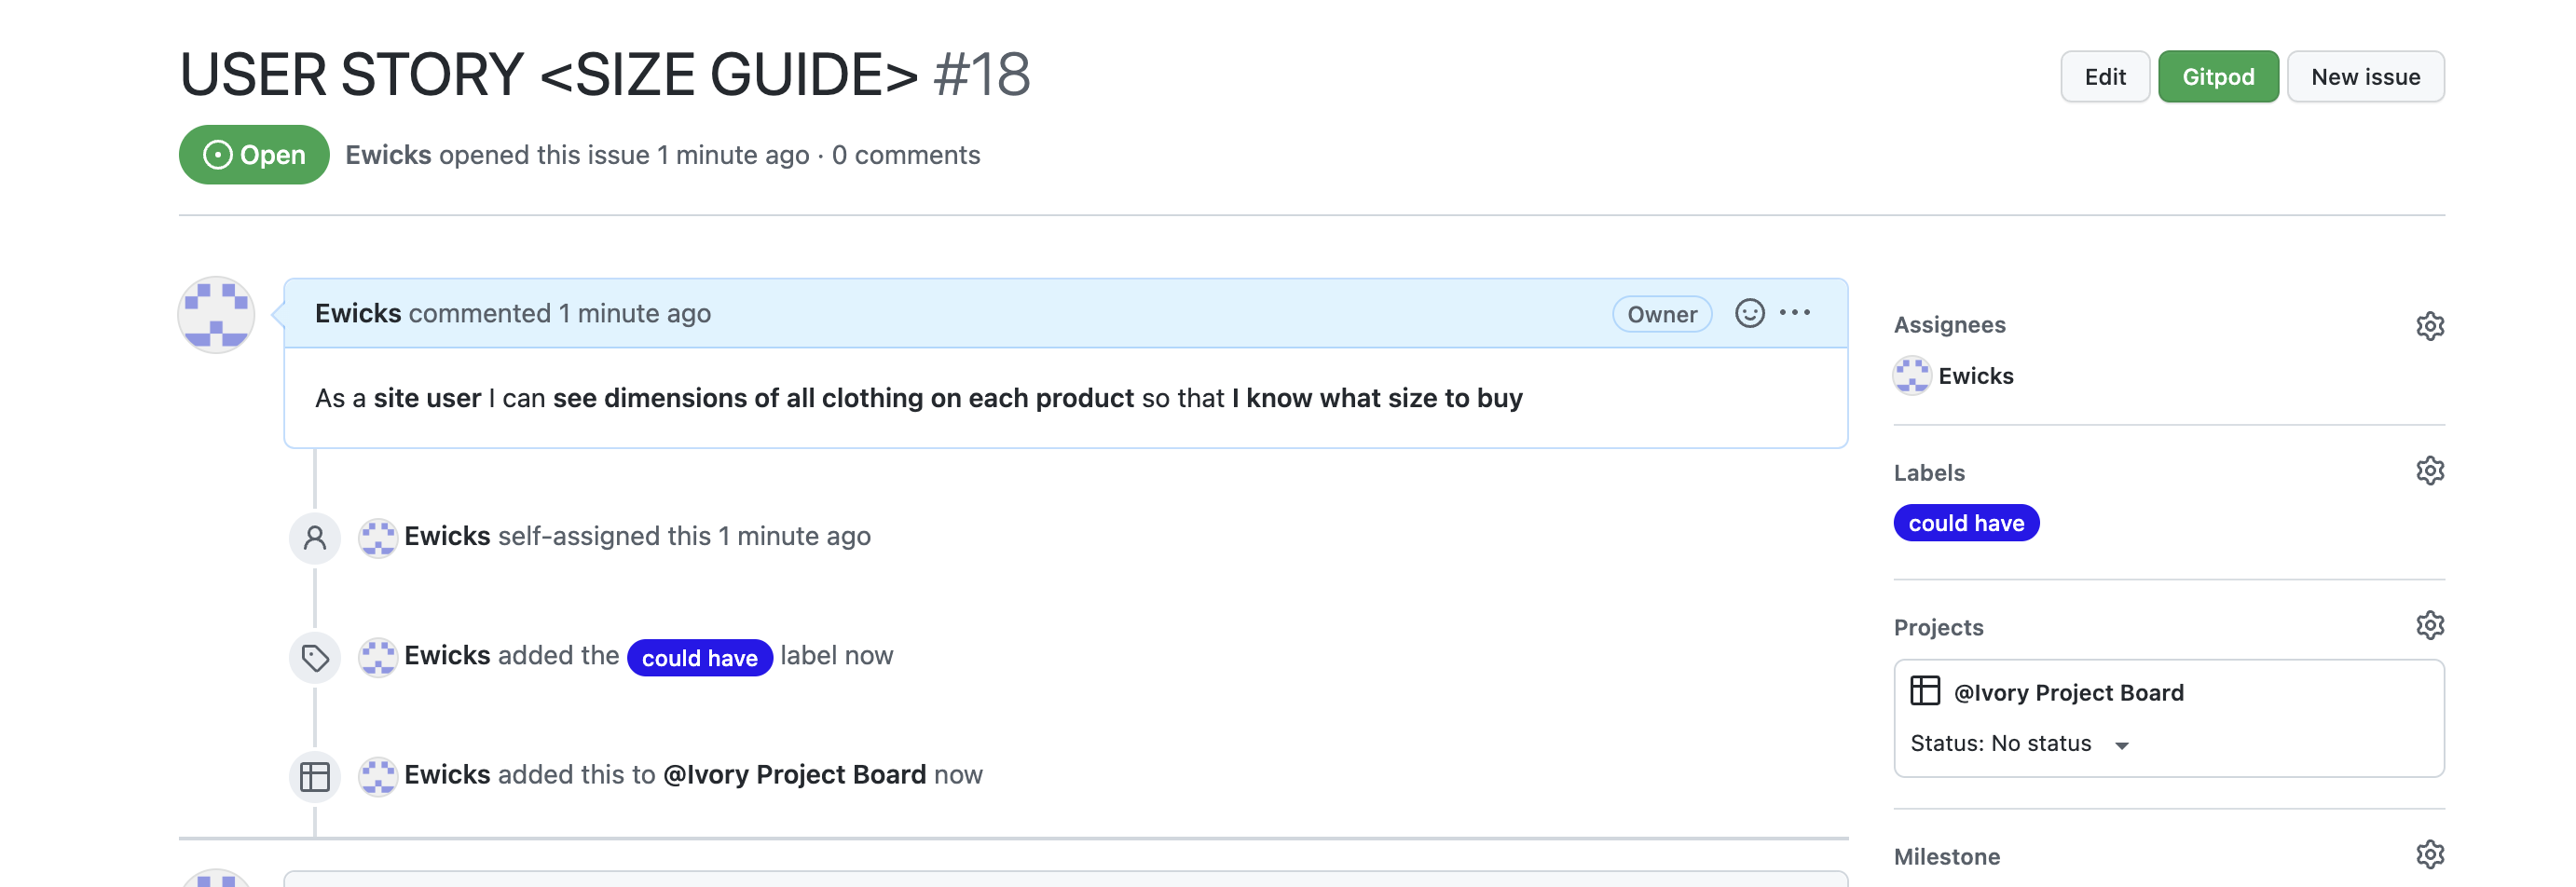 USER STORY <SIZE GUIDE> #18
Edit
Gitpod
New issue
Open
Ewicks opened this issue 1 minute ago · 0 comments
Ewicks commented 1 minute ago
Owner
As a site user I can see dimensions of all clothing on each product so that I know what size to buy
Ewicks self-assigned this 1 minute ago
Ewicks added the could have label now
Ewicks added this to @Ivory Project Board now
Assignees
Ewicks
Labels
could have
Projects
@Ivory Project Board
Status: No status
Milestone